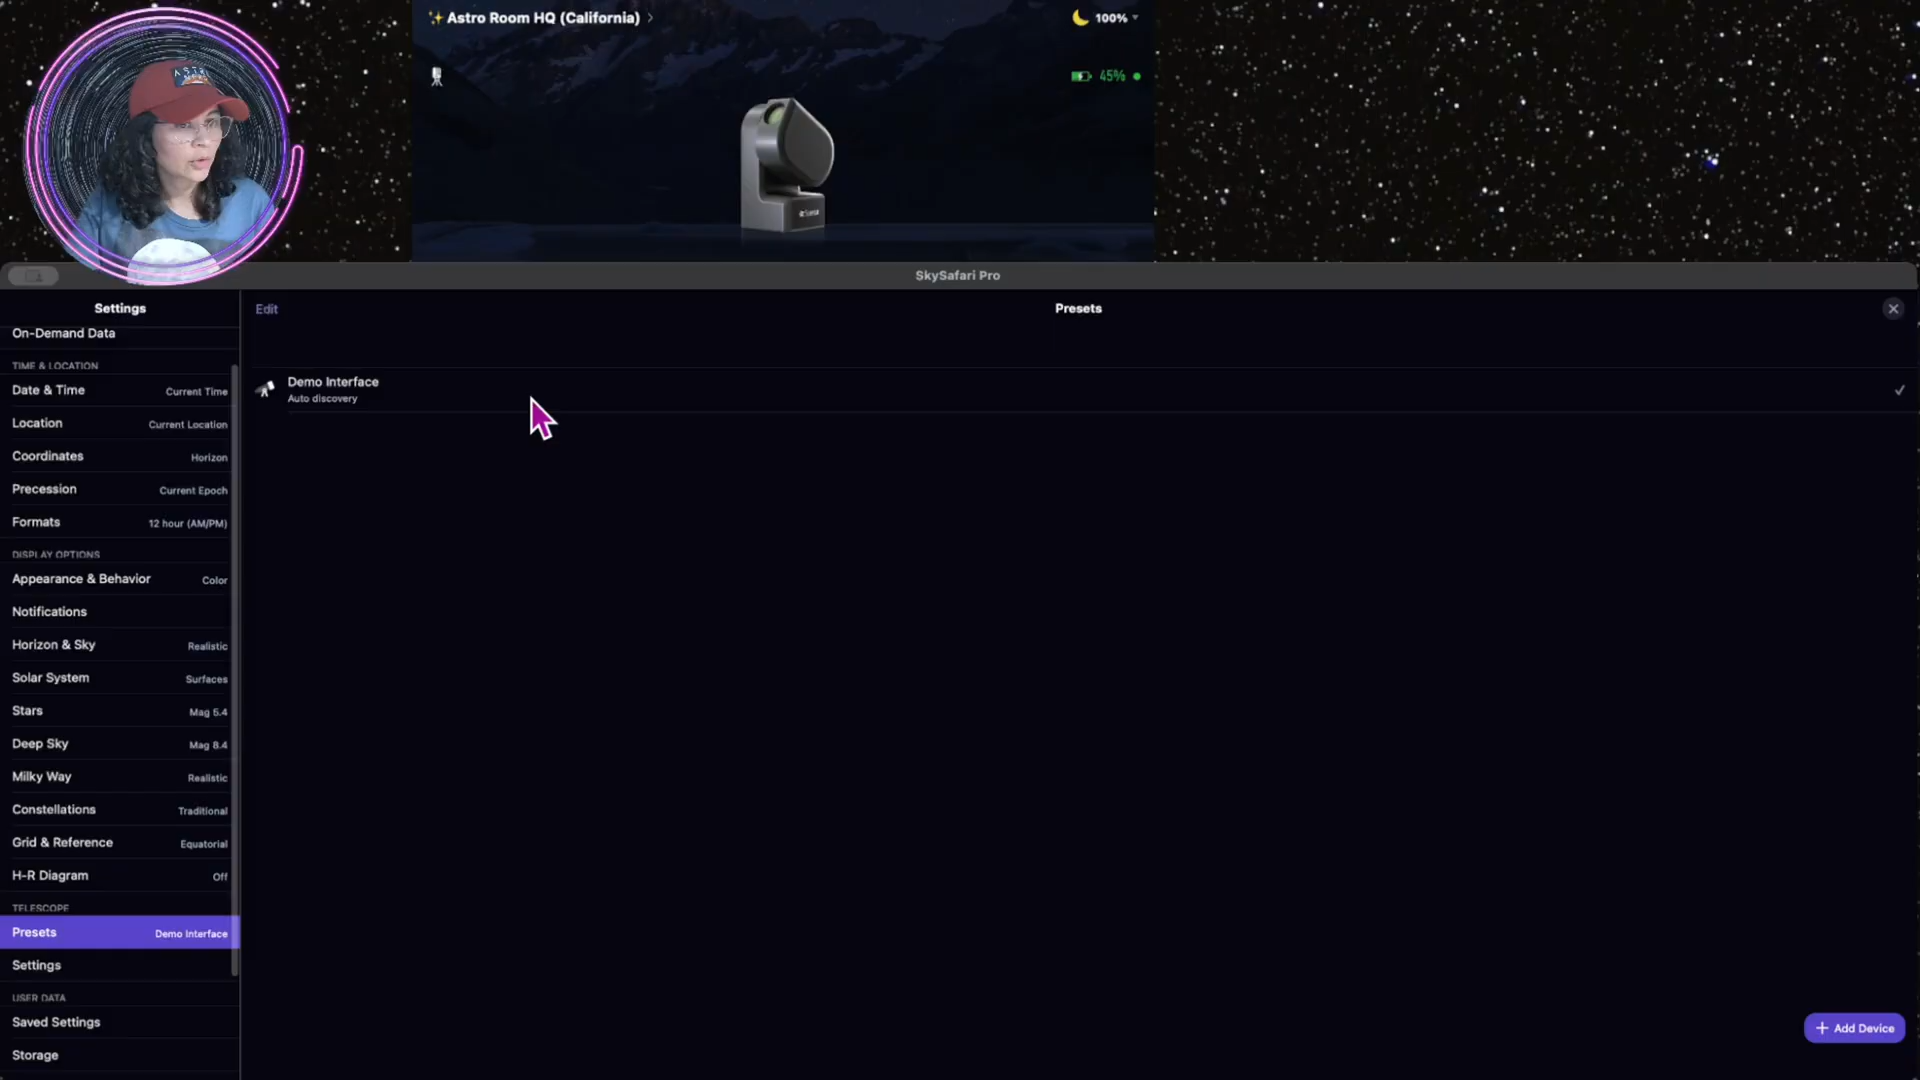 ✨ Astro Room HQ (California) >
100%
45%
ASTRO
SkySafari Pro
Settings
Edit
Presets
On-Demand Data
TIME & LOCATION
Date & Time Current Time
Location Current Location
Coordinates Horizon
Precession Current Epoch
Formats 12 hour (AM/PM)
DISPLAY OPTIONS
Appearance & Behavior Color
Notifications
Horizon & Sky Realistic
Solar System Surfaces
Stars Mag 5.4
Deep Sky Mag 8.4
Milky Way Realistic
Constellations Traditional
Grid & Reference Equatorial
H-R Diagram Off
TELESCOPE
Presets Demo Interface
Settings
USER DATA
Saved Settings
Storage
Demo Interface
Auto discovery
+ Add Device